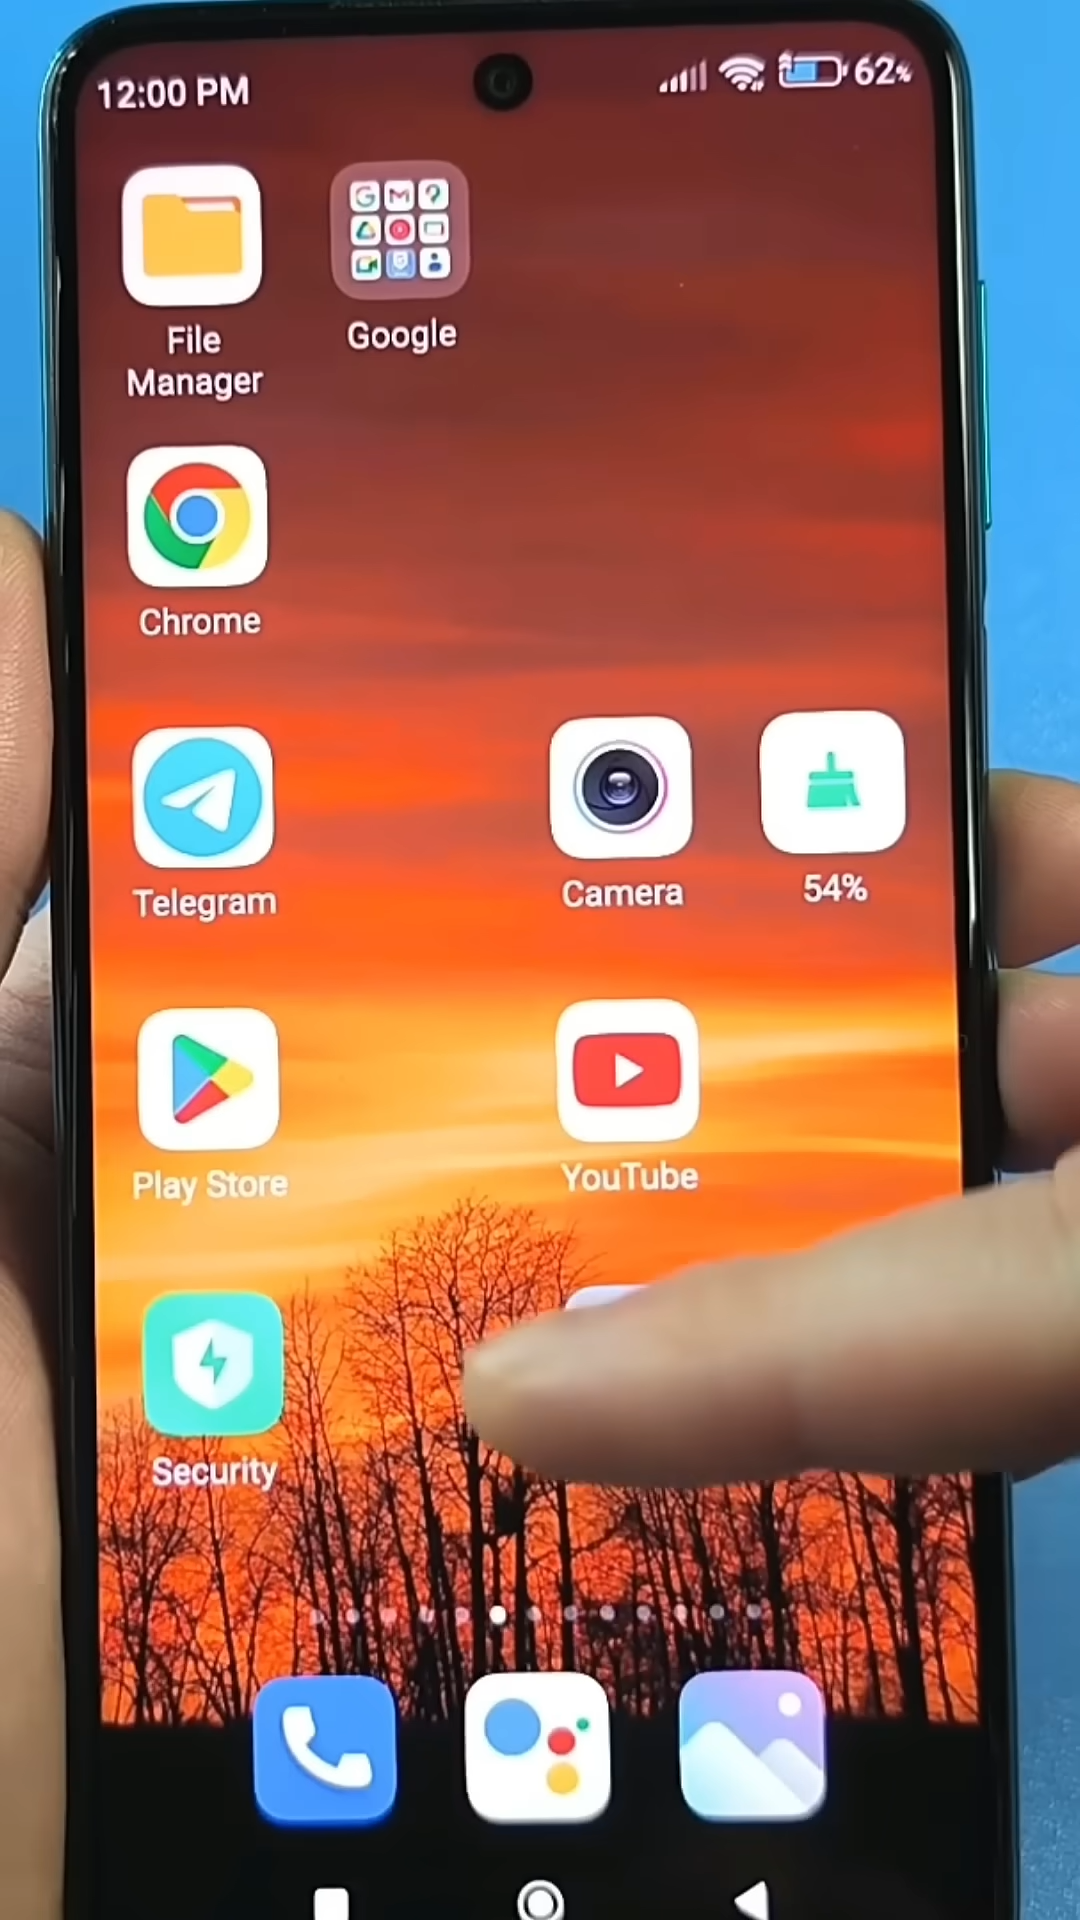 12:00 PM
62%
File
Manager
Google
Chrome
Telegram
Camera
54%
Play Store
YouTube
Security